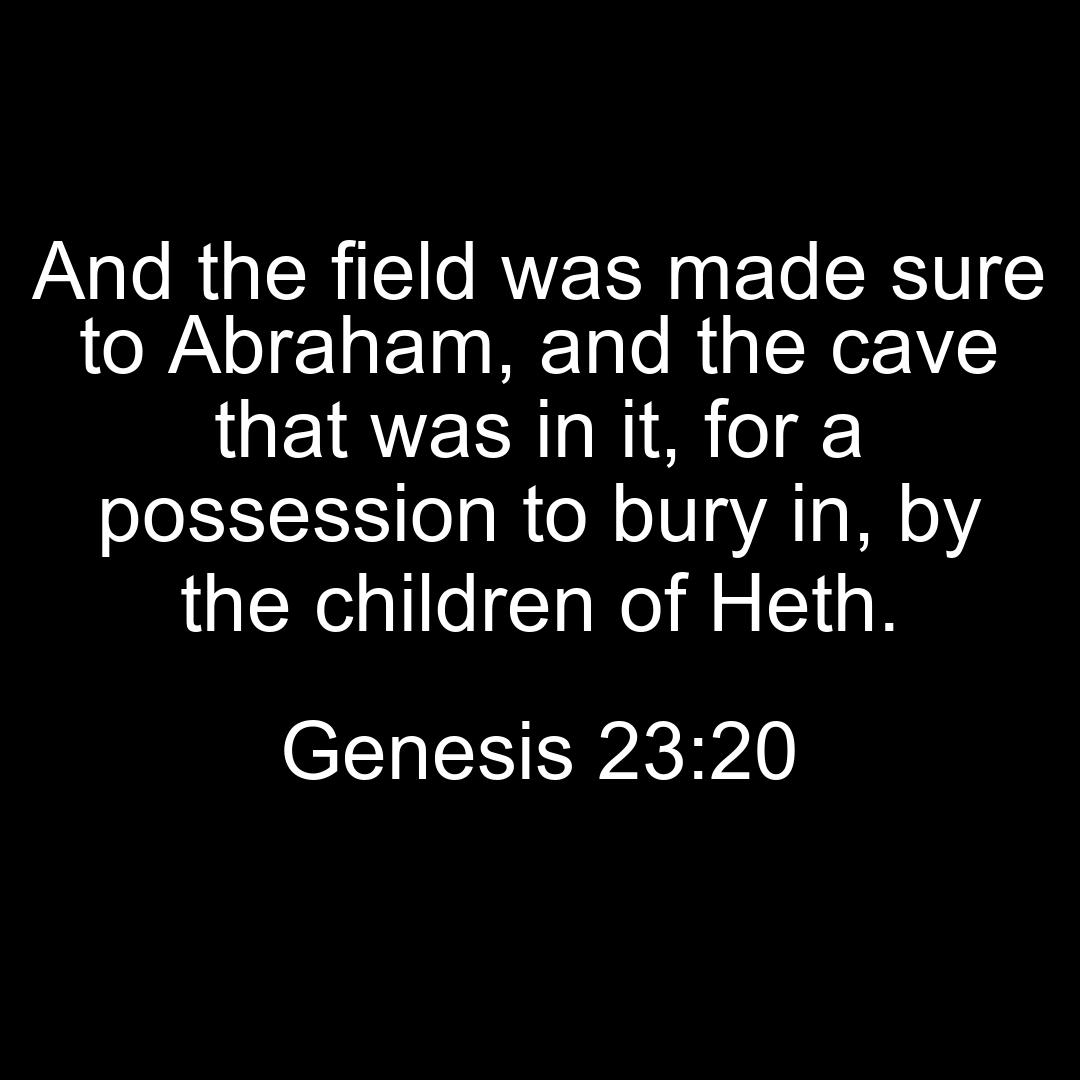 And the field was made sure
to Abraham, and the cave
that was in it, for a
possession to bury in, by
the children of Heth.
Genesis 23:20